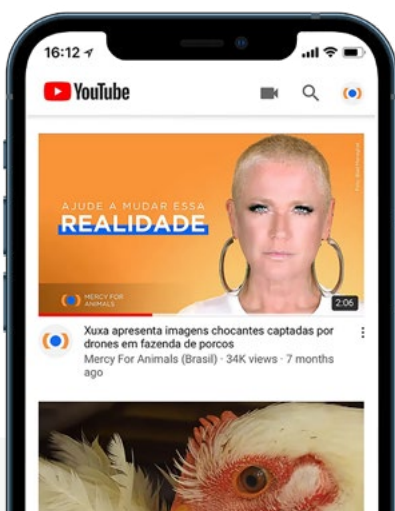 16:12
YouTube
AJUDE A MUDAR ESSA
REALIDADE
MERCY FOR
ANIMALS
2:06
Xuxa apresenta imagens chocantes captadas por
drones em fazenda de porcos
Mercy For Animals (Brasil) · 34K views · 7 months
ago